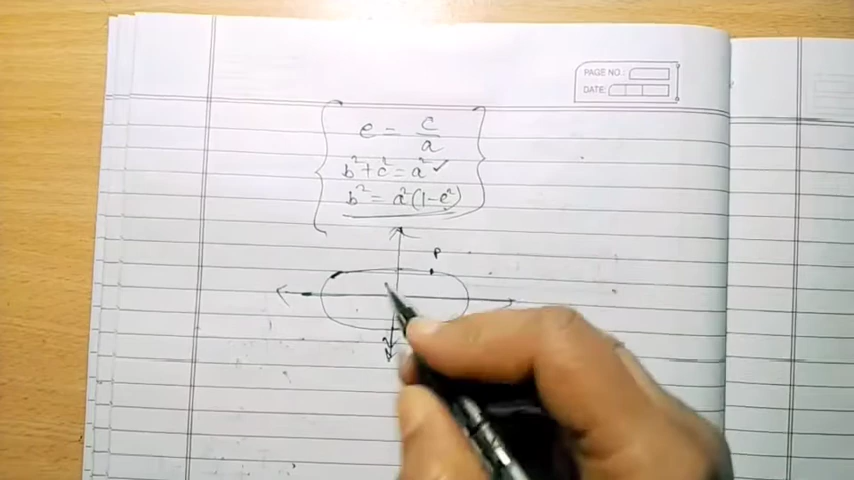 PAGE NO.:
DATE:
e = c/a
b² + c² = a² ✓
b² = a²(1-e²)
P